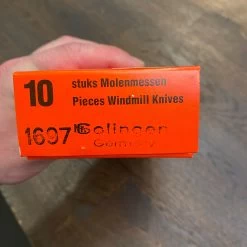 10 stuks Molenmessen
Pieces Windmill Knives
1697 Solingen
Germany